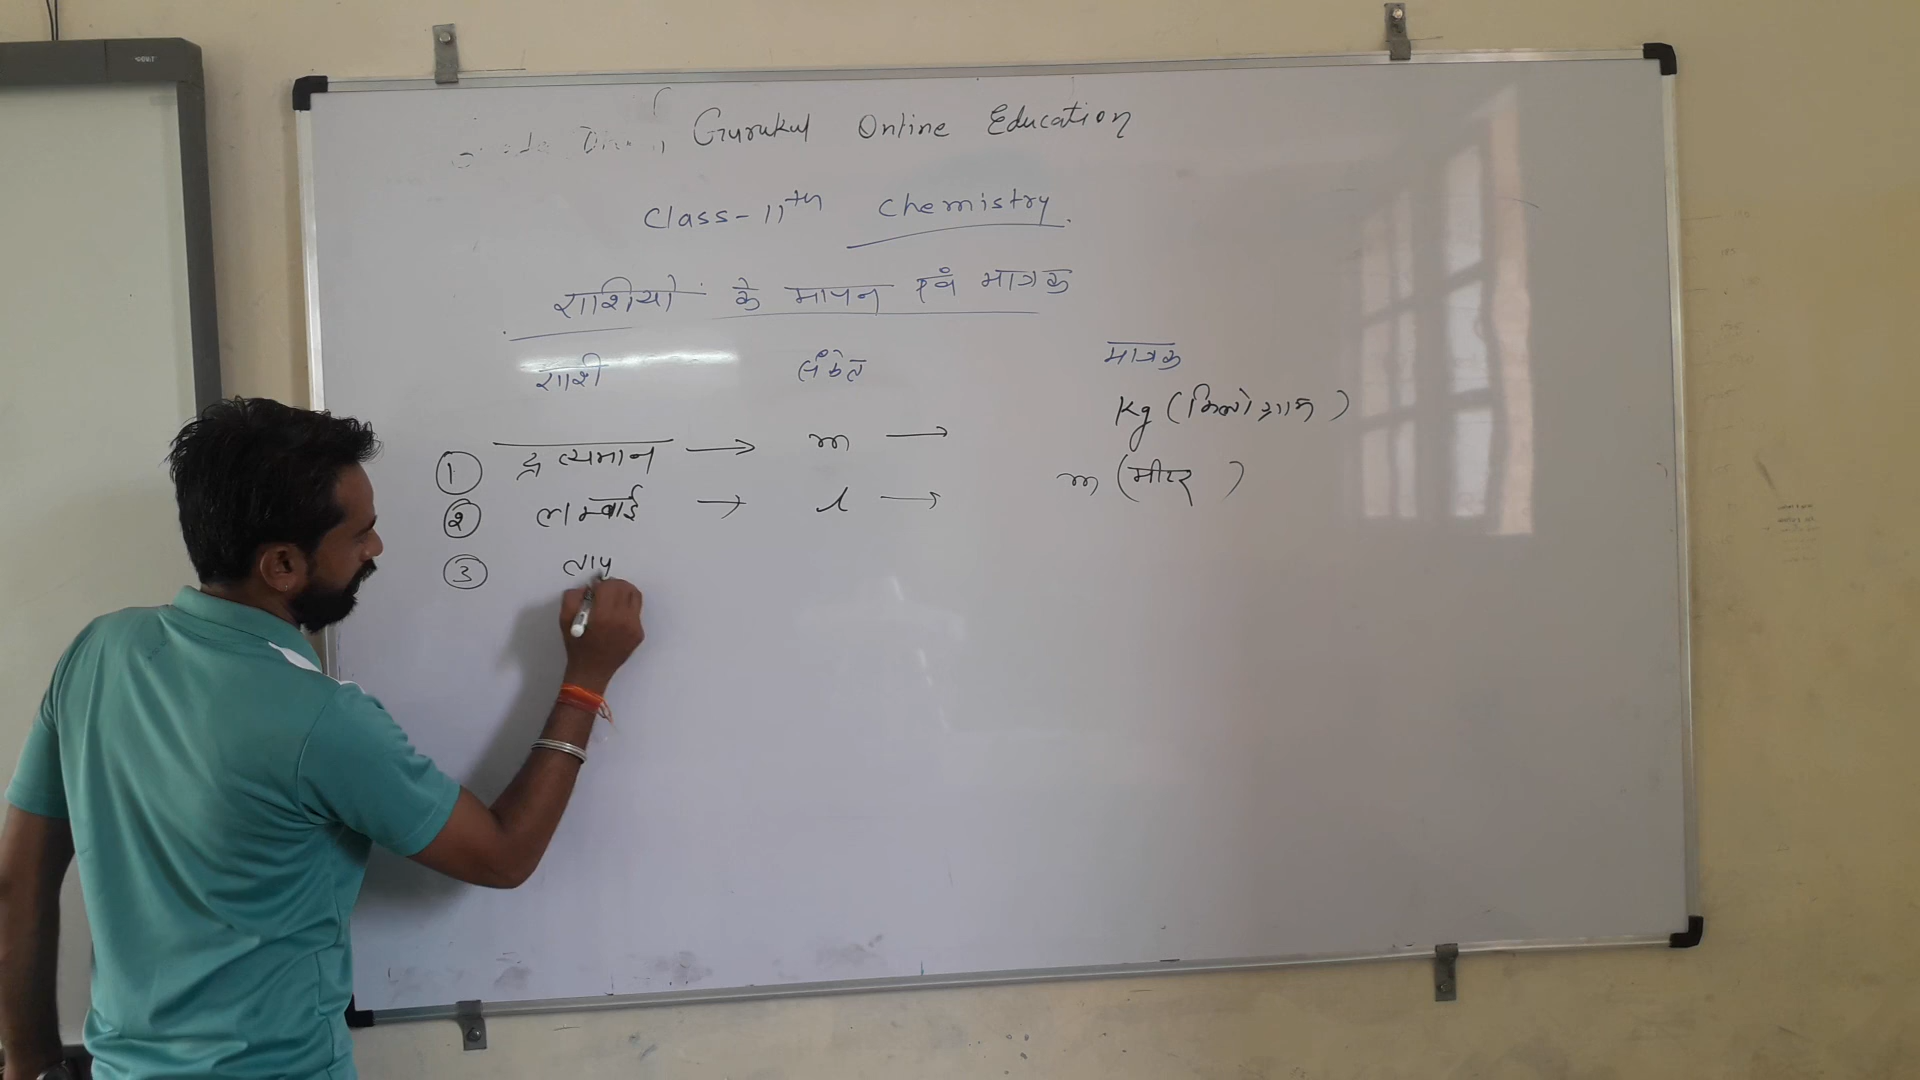 Gurukul Online Education
Class-11th Chemistry.
राशियो के मापन एवं मात्रक
राशी संकेत मात्रक
① द्रव्यमान → m → Kg (किलोग्राम)
② लम्बाई → l → m (मीटर)
③ ताप